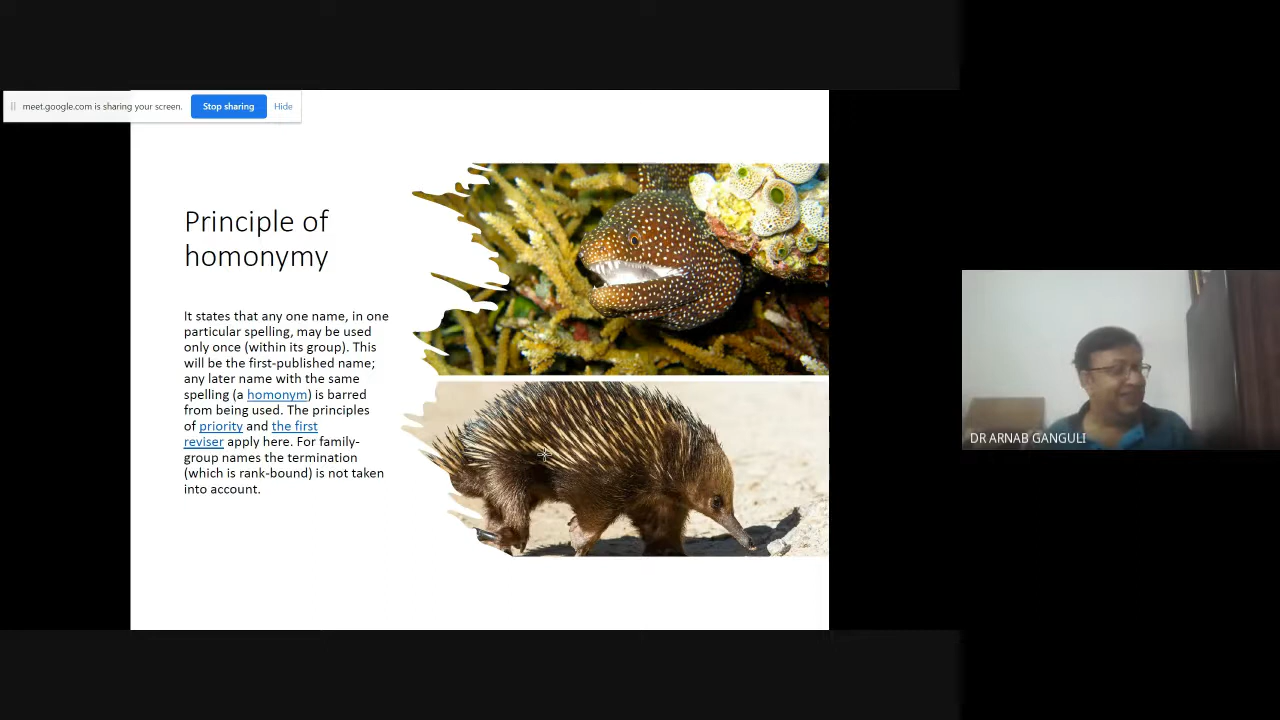 meet.google.com is sharing your screen.
Stop sharing
Hide
Principle of
homonymy
It states that any one name, in one
particular spelling, may be used
only once (within its group). This
will be the first-published name;
any later name with the same
spelling (a homonym) is barred
from being used. The principles
of priority and the first
reviser apply here. For family-
group names the termination
(which is rank-bound) is not taken
into account.
DR ARNAB GANGULI